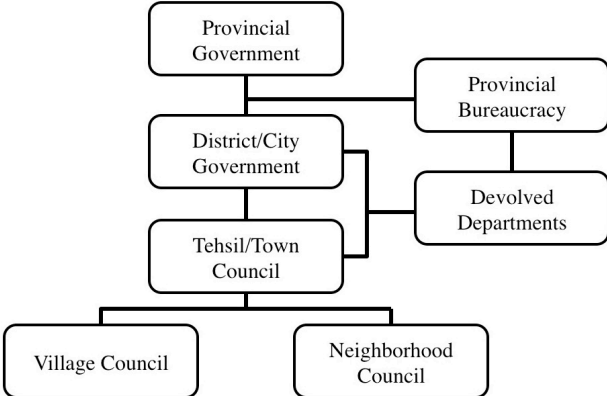 Provincial
Government
Provincial
Bureaucracy
District/City
Government
Devolved
Departments
Tehsil/Town
Council
Village Council
Neighborhood
Council